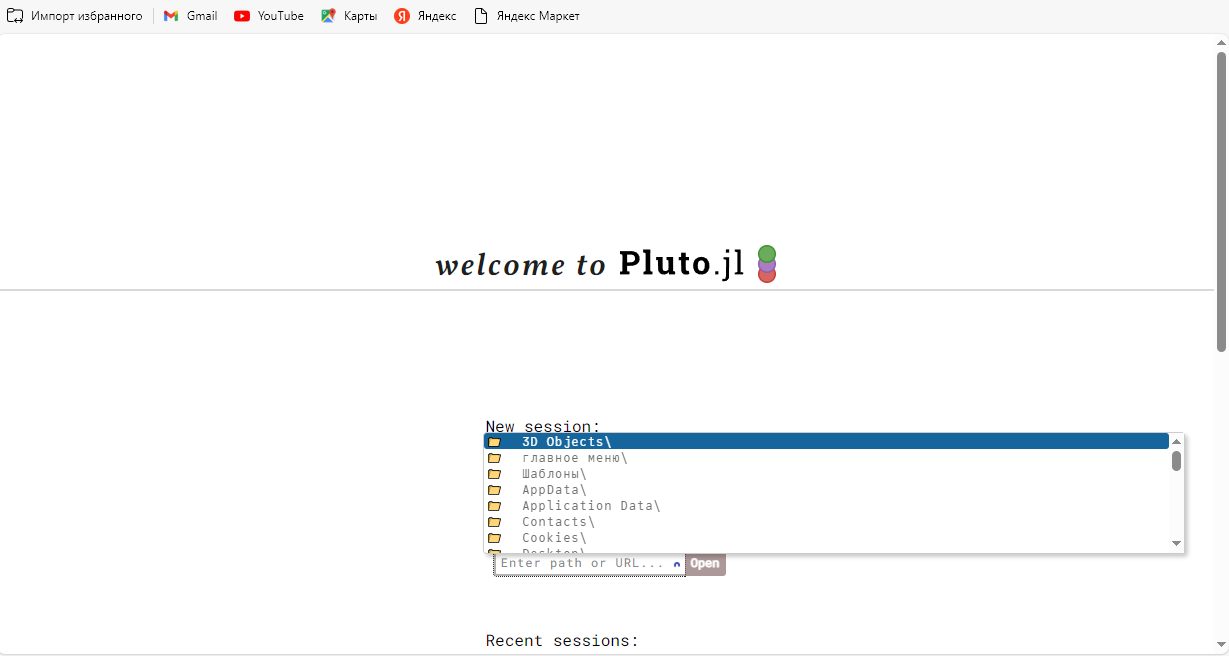 Импорт избранного Gmail YouTube Карты Яндекс Яндекс Маркет
welcome to Pluto.jl
New session:
3D Objects\
главное меню\
Шаблоны\
AppData\
Application Data\
Contacts\
Cookies\
Desktop\
Enter path or URL... Open
Recent sessions: